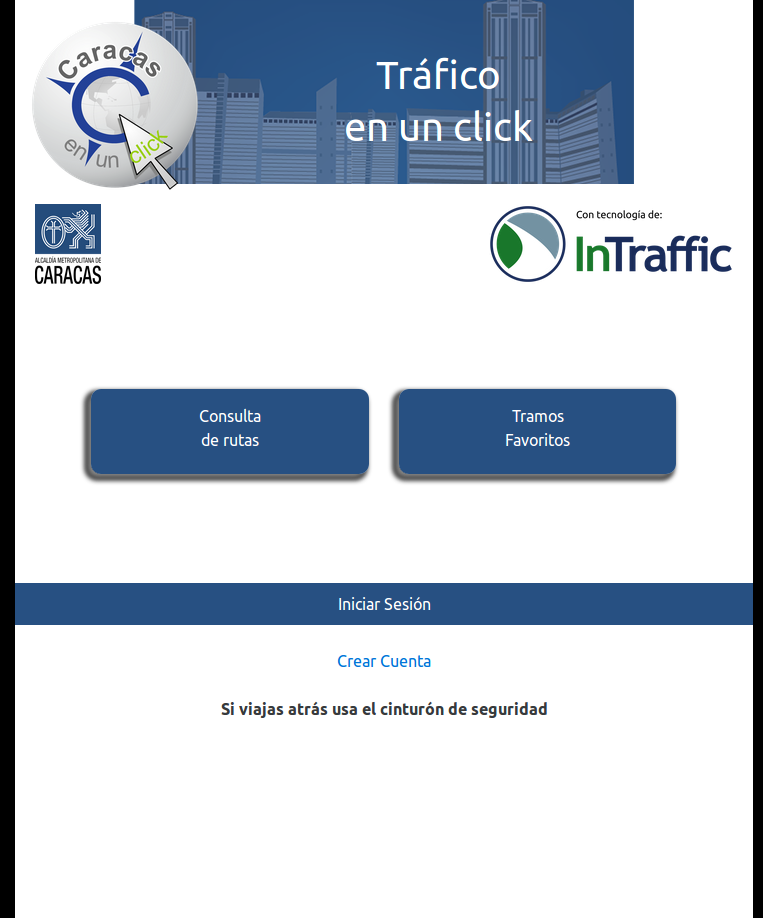 Caracas
en un click
Tráfico
en un click
ALCALDÍA METROPOLITANA DE
CARACAS
Con tecnología de:
InTraffic
Consulta
de rutas
Tramos
Favoritos
Iniciar Sesión
Crear Cuenta
Si viajas atrás usa el cinturón de seguridad